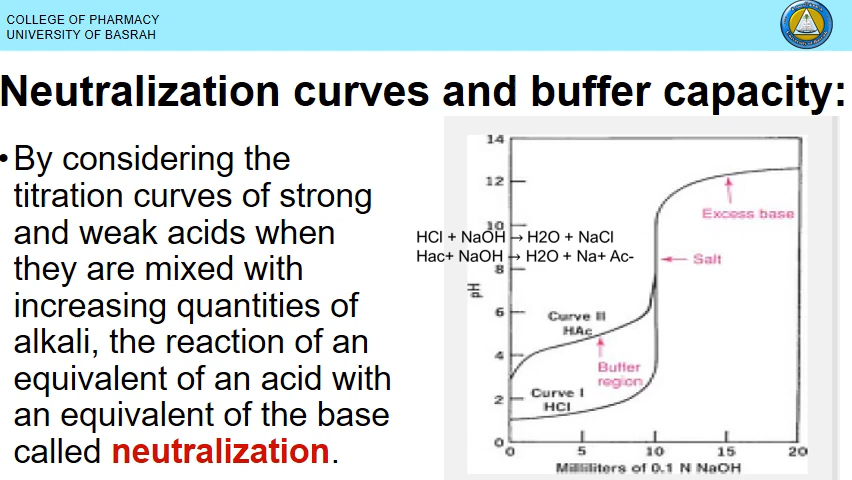 COLLEGE OF PHARMACY
UNIVERSITY OF BASRAH
Neutralization curves and buffer capacity:
•By considering the
titration curves of strong
and weak acids when
they are mixed with
increasing quantities of
alkali, the reaction of an
equivalent of an acid with
an equivalent of the base
called neutralization.
14
12
10
8
6
4
2
0
pH
HCl + NaOH → H2O + NaCl
Hac+ NaOH → H2O + Na+ Ac-
Excess base
Salt
Curve II
HAc
Buffer
region
Curve I
HCl
0 5 10 15 20
Milliliters of 0.1 N NaOH